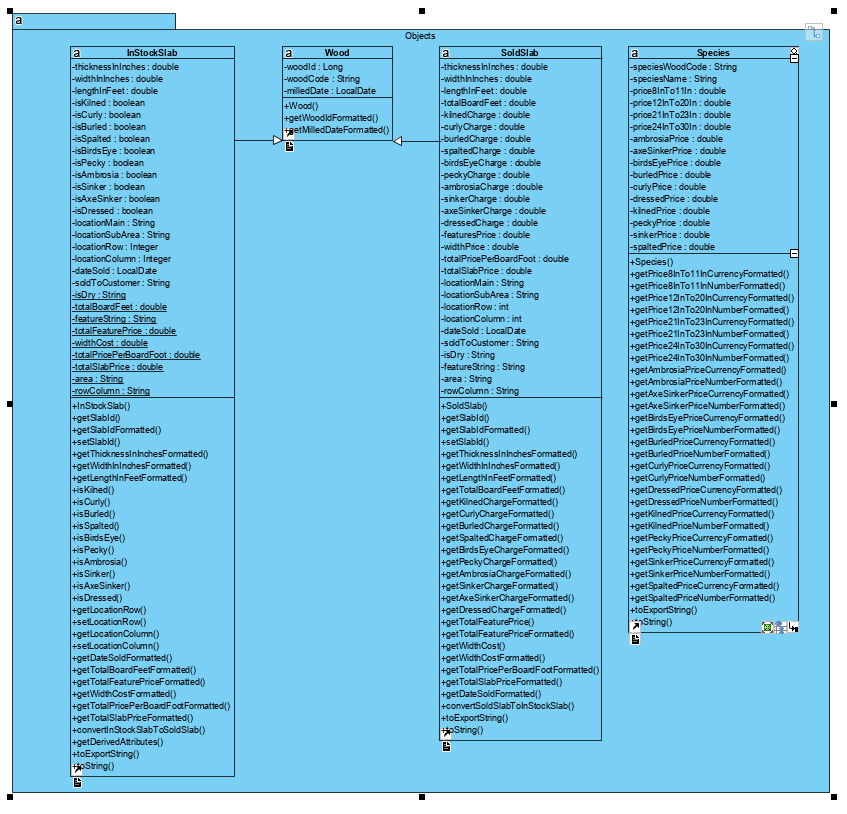 a
Objects
a
InStockSlab
-thicknessInInches : double
-widthInInches : double
-lengthInFeet : double
-isKilned : boolean
-isCurly : boolean
-isBurled : boolean
-isSpalted : boolean
-isBirdsEye : boolean
-isPecky : boolean
-isAmbrosia : boolean
-isSinker : boolean
-isAxeSinker : boolean
-isDressed : boolean
-locationMain : String
-locationSubArea : String
-locationRow : Integer
-locationColumn : Integer
-dateSold : LocalDate
-soldToCustomer : String
-isDry : String
-totalBoardFeet : double
-featureString : String
-totalFeaturePrice : double
-widthCost : double
-totalPricePerBoardFoot : double
-totalSlabPrice : double
-area : String
-rowColumn : String
+InStockSlab()
+getSlabId()
+getSlabIdFormatted()
+setSlabId()
+getThicknessInInchesFormatted()
+getWidthInInchesFormatted()
+getLengthInFeetFormatted()
+isKilned()
+isCurly()
+isBurled()
+isSpalted()
+isBirdsEye()
+isPecky()
+isAmbrosia()
+isSinker()
+isAxeSinker()
+isDressed()
+getLocationRow()
+setLocationRow()
+getLocationColumn()
+setLocationColumn()
+getDateSoldFormatted()
+getTotalBoardFeetFormatted()
+getTotalFeaturePriceFormatted()
+getWidthCostFormatted()
+getTotalPricePerBoardFootFormatted()
+getTotalSlabPriceFormatted()
+convertInStockSlabToSoldSlab()
+getDerivedAttributes()
+toExportString()
+toString()
a
Wood
-woodId : Long
-woodCode : String
-milledDate : LocalDate
+Wood()
+getWoodIdFormatted()
+getMilledDateFormatted()
a
SoldSlab
-thicknessInInches : double
-widthInInches : double
-lengthInFeet : double
-totalBoardFeet : double
-kilnedCharge : double
-curlyCharge : double
-burledCharge : double
-spaltedCharge : double
-birdsEyeCharge : double
-peckyCharge : double
-ambrosiaCharge : double
-sinkerCharge : double
-axeSinkerCharge : double
-dressedCharge : double
-featuresPrice : double
-widthPrice : double
-totalPricePerBoardFoot : double
-totalSlabPrice : double
-locationMain : String
-locationSubArea : String
-locationRow : int
-locationColumn : int
-dateSold : LocalDate
-soldToCustomer : String
-isDry : String
-featureString : String
-area : String
-rowColumn : String
+SoldSlab()
+getSlabId()
+getSlabIdFormatted()
+setSlabId()
+getThicknessInInchesFormatted()
+getWidthInInchesFormatted()
+getLengthInFeetFormatted()
+getTotalBoardFeetFormatted()
+getKilnedChargeFormatted()
+getCurlyChargeFormatted()
+getBurledChargeFormatted()
+getSpaltedChargeFormatted()
+getBirdsEyeChargeFormatted()
+getPeckyChargeFormatted()
+getAmbrosiaChargeFormatted()
+getSinkerChargeFormatted()
+getAxeSinkerChargeFormatted()
+getDressedChargeFormatted()
+getTotalFeaturePrice()
+getTotalFeaturePriceFormatted()
+getWidthCost()
+getWidthCostFormatted()
+getTotalPricePerBoardFootFormatted()
+getTotalSlabPriceFormatted()
+getDateSoldFormatted()
+convertSoldSlabToInStockSlab()
+toExportString()
+toString()
a
Species
-speciesWoodCode : String
-speciesName : String
-price8InTo11In : double
-price12InTo20In : double
-price21InTo23In : double
-price24InTo30In : double
-ambrosiaPrice : double
-axeSinkerPrice : double
-birdsEyePrice : double
-burledPrice : double
-curlyPrice : double
-dressedPrice : double
-kilnedPrice : double
-peckyPrice : double
-sinkerPrice : double
-spaltedPrice : double
+Species()
+getPrice8InTo11InCurrencyFormatted()
+getPrice8InTo11InNumberFormatted()
+getPrice12InTo20InCurrencyFormatted()
+getPrice12InTo20InNumberFormatted()
+getPrice21InTo23InCurrencyFormatted()
+getPrice21InTo23InNumberFormatted()
+getPrice24InTo30InCurrencyFormatted()
+getPrice24InTo30InNumberFormatted()
+getAmbrosiaPriceCurrencyFormatted()
+getAmbrosiaPriceNumberFormatted()
+getAxeSinkerPriceCurrencyFormatted()
+getAxeSinkerPriceNumberFormatted()
+getBirdsEyePriceCurrencyFormatted()
+getBirdsEyePriceNumberFormatted()
+getBurledPriceCurrencyFormatted()
+getBurledPriceNumberFormatted()
+getCurlyPriceCurrencyFormatted()
+getCurlyPriceNumberFormatted()
+getDressedPriceCurrencyFormatted()
+getDressedPriceNumberFormatted()
+getKilnedPriceCurrencyFormatted()
+getKilnedPriceNumberFormatted()
+getPeckyPriceCurrencyFormatted()
+getPeckyPriceNumberFormatted()
+getSinkerPriceCurrencyFormatted()
+getSinkerPriceNumberFormatted()
+getSpaltedPriceCurrencyFormatted()
+getSpaltedPriceNumberFormatted()
+toExportString()
+toString()